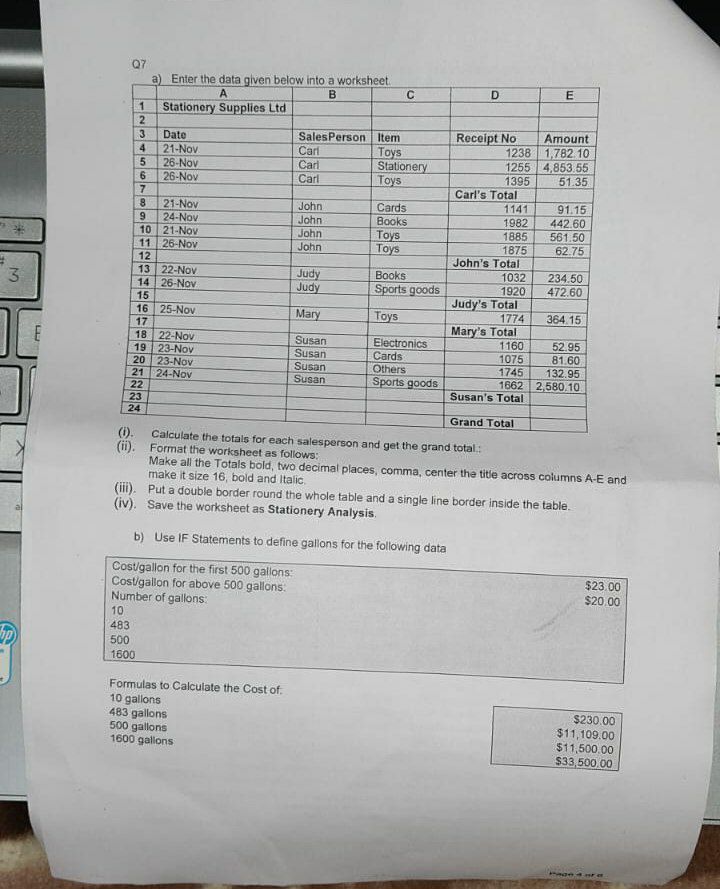 Q7
a) Enter the data given below into a worksheet.
A B C D E
1 Stationery Supplies Ltd
2
3 Date SalesPerson Item Receipt No Amount
4 21-Nov Carl Toys 1238 1,782.10
5 26-Nov Carl Stationery 1255 4,853.55
6 26-Nov Carl Toys 1395 51.35
7 Carl's Total
8 21-Nov John Cards 1141 91.15
9 24-Nov John Books 1982 442.60
10 21-Nov John Toys 1885 561.50
11 26-Nov John Toys 1875 62.75
12 John's Total
13 22-Nov Judy Books 1032 234.50
14 26-Nov Judy Sports goods 1920 472.60
15 Judy's Total
16 25-Nov Mary Toys 1774 364.15
17 Mary's Total
18 22-Nov Susan Electronics 1160 52.95
19 23-Nov Susan Cards 1075 81.60
20 23-Nov Susan Others 1745 132.95
21 24-Nov Susan Sports goods 1662 2,580.10
22 Susan's Total
23
24 Grand Total
(i). Calculate the totals for each salesperson and get the grand total.:
(ii). Format the worksheet as follows:
Make all the Totals bold, two decimal places, comma, center the title across columns A-E and
make it size 16, bold and Italic.
(iii). Put a double border round the whole table and a single line border inside the table.
(iv). Save the worksheet as Stationery Analysis.
b) Use IF Statements to define gallons for the following data
Cost/gallon for the first 500 gallons: $23.00
Cost/gallon for above 500 gallons: $20.00
Number of gallons:
10
483
500
1600
Formulas to Calculate the Cost of:
10 gallons $230.00
483 gallons $11,109.00
500 gallons $11,500.00
1600 gallons $33,500.00
Page 4 of
3
hp